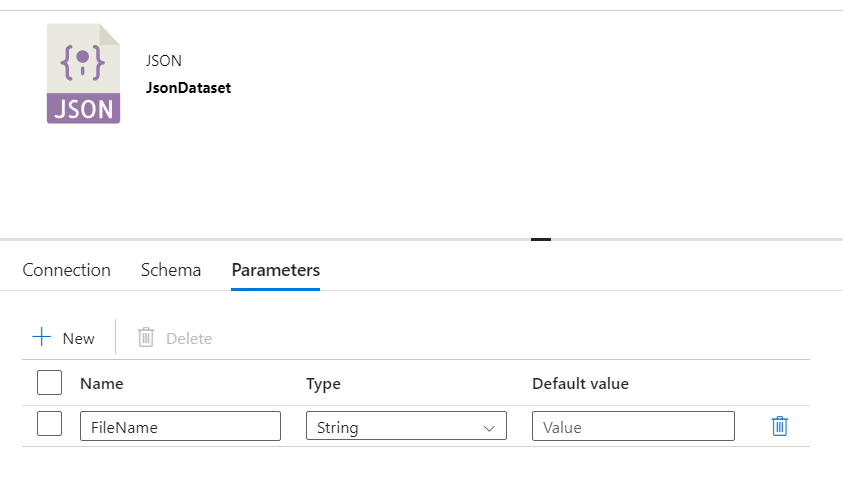 { } JSON
JSON
JsonDataset
Connection Schema Parameters
New Delete
Name Type Default value
FileName String Value